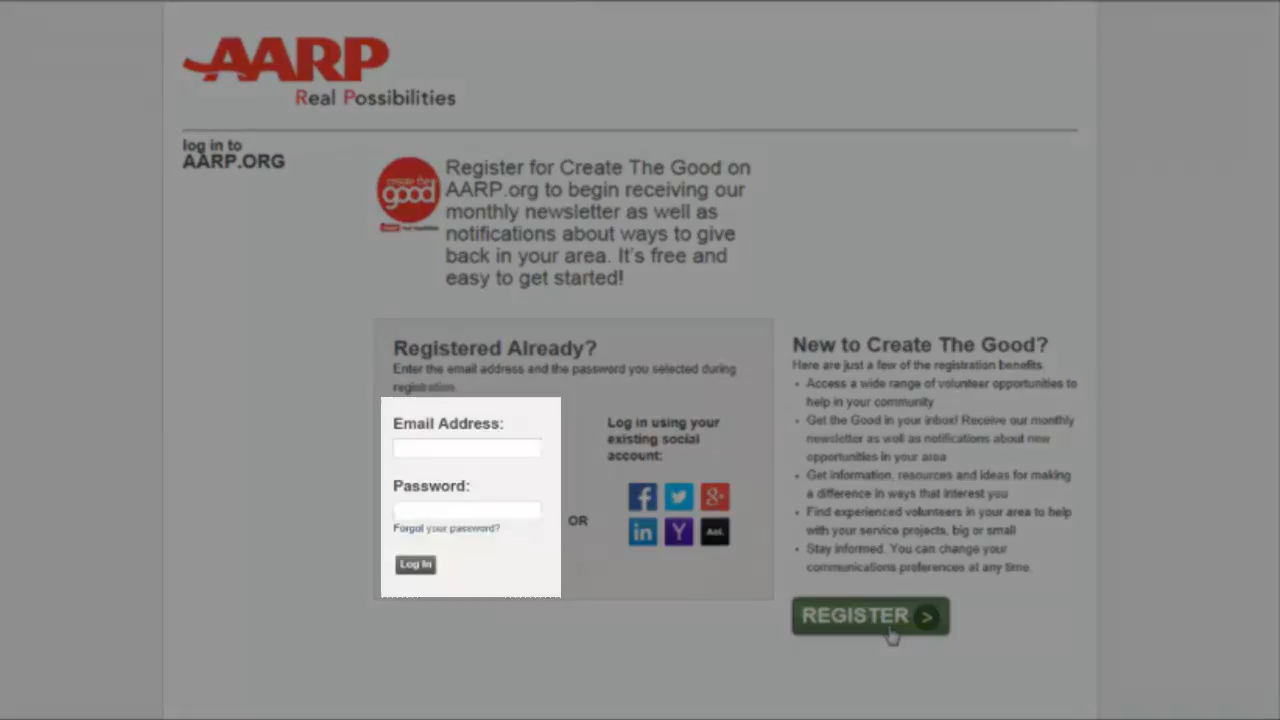 AARP
Real Possibilities
log in to
AARP.ORG
create the
good
Register for Create The Good on
AARP.org to begin receiving our
monthly newsletter as well as
notifications about ways to give
back in your area. It's free and
easy to get started!
Registered Already?
Enter the email address and the password you selected during
registration.
Email Address:
Password:
Forgot your password?
Log In
OR
Log in using your
existing social
account:
Aol.
New to Create The Good?
Here are just a few of the registration benefits.
• Access a wide range of volunteer opportunities to
help in your community
• Get the Good in your inbox! Receive our monthly
newsletter as well as notifications about new
opportunities in your area
• Get information, resources and ideas for making
a difference in ways that interest you
• Find experienced volunteers in your area to help
with your service projects, big or small
• Stay informed. You can change your
communications preferences at any time.
REGISTER >